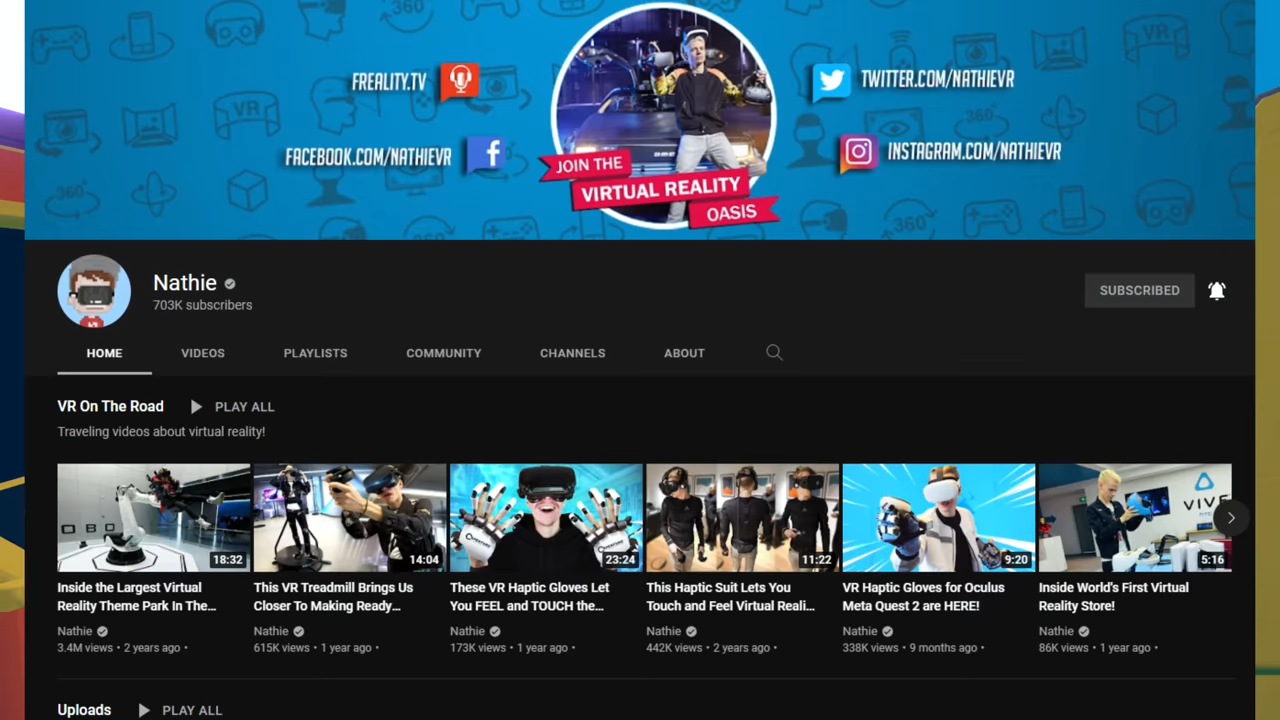 FREALITY.TV
TWITTER.COM/NATHIEVR
FACEBOOK.COM/NATHIEVR
INSTAGRAM.COM/NATHIEVR
JOIN THE
VIRTUAL REALITY
OASIS
Nathie
703K subscribers
SUBSCRIBED
HOME VIDEOS PLAYLISTS COMMUNITY CHANNELS ABOUT
VR On The Road PLAY ALL
Traveling videos about virtual reality!
18:32
14:04
23:24
11:22
9:20
VIVE
5:16
Inside the Largest Virtual
Reality Theme Park In The...
Nathie
3.4M views • 2 years ago •
This VR Treadmill Brings Us
Closer To Making Ready...
Nathie
615K views • 1 year ago •
These VR Haptic Gloves Let
You FEEL and TOUCH the...
Nathie
173K views • 1 year ago •
This Haptic Suit Lets You
Touch and Feel Virtual Reali...
Nathie
442K views • 2 years ago •
VR Haptic Gloves for Oculus
Meta Quest 2 are HERE!
Nathie
338K views • 9 months ago •
Inside World's First Virtual
Reality Store!
Nathie
86K views • 1 year ago •
Uploads PLAY ALL